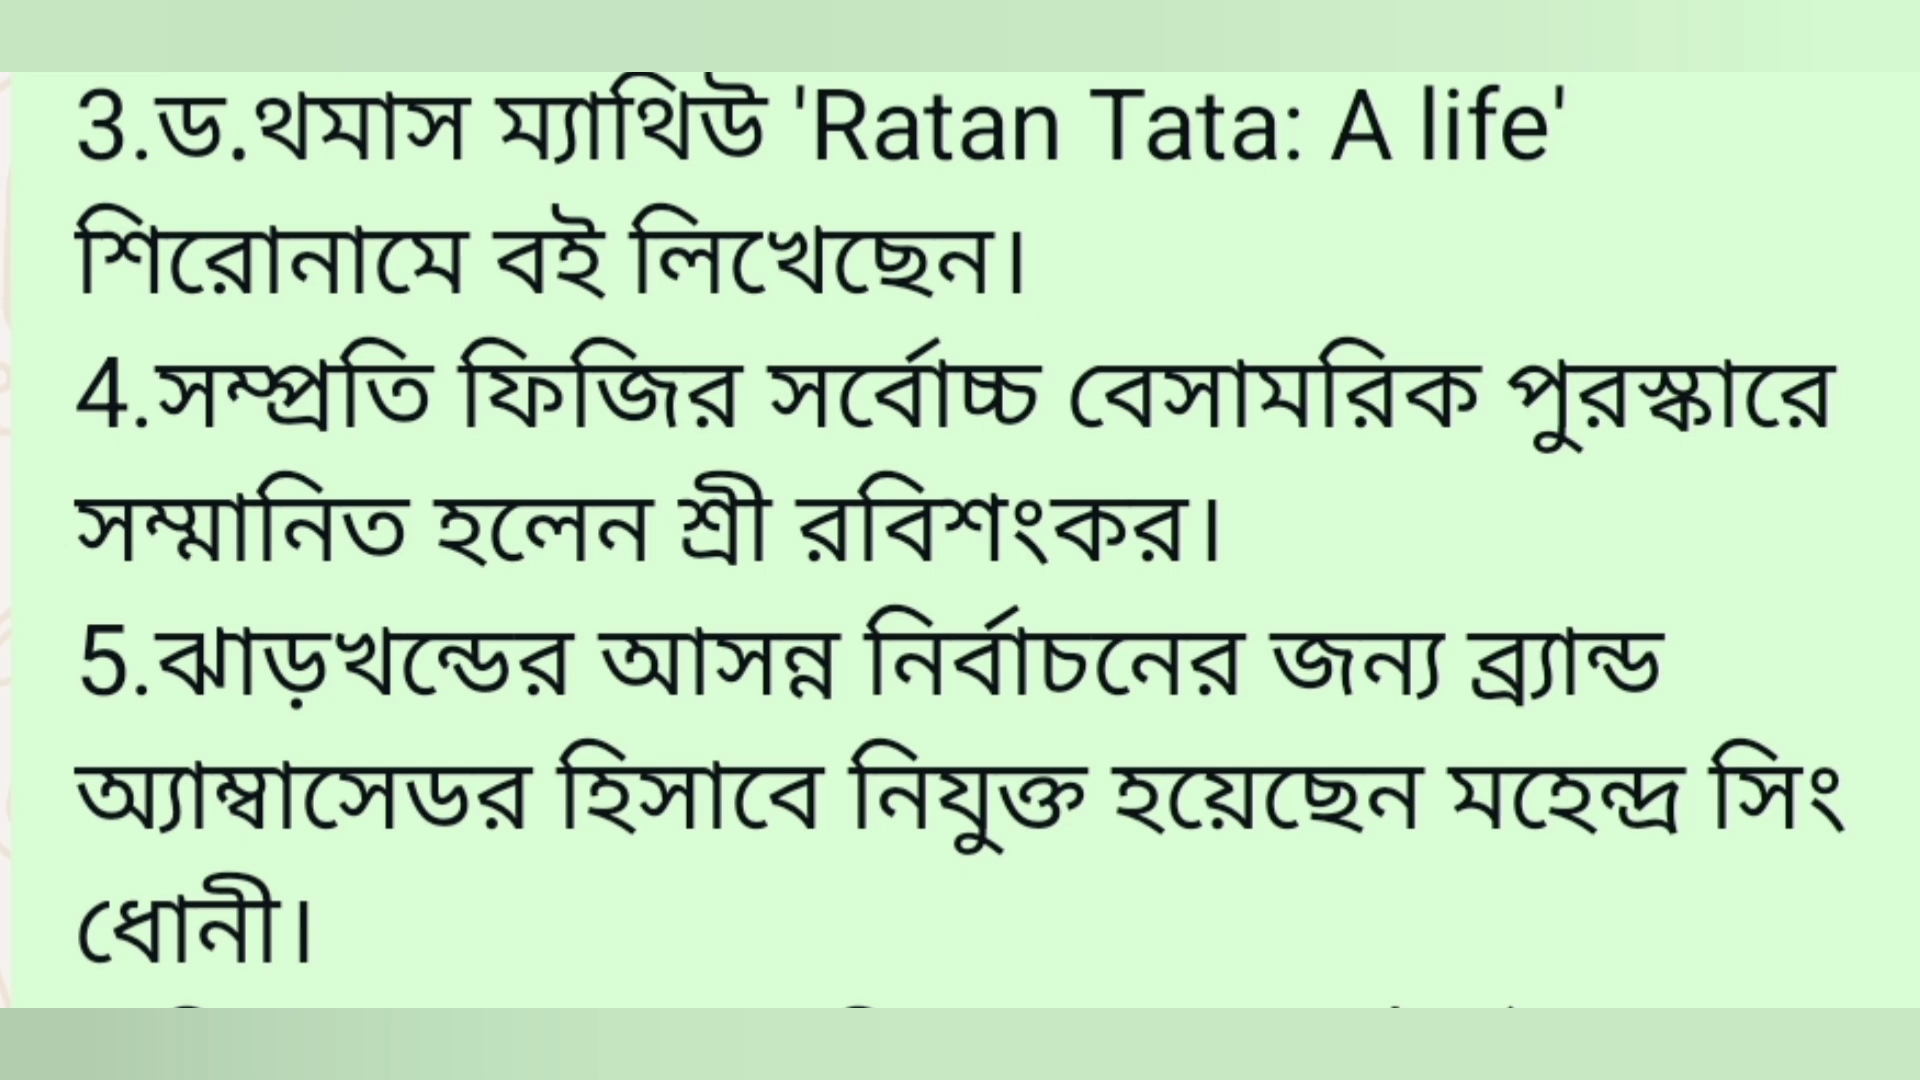 3.ড.থমাস ম্যাথিউ 'Ratan Tata: A life'
শিরোনামে বই লিখেছেন।
4.সম্প্রতি ফিজির সর্বোচ্চ বেসামরিক পুরস্কারে
সম্মানিত হলেন শ্রী রবিশংকর।
5.ঝাড়খন্ডের আসন্ন নির্বাচনের জন্য ব্র্যান্ড
অ্যাম্বাসেডর হিসাবে নিযুক্ত হয়েছেন মহেন্দ্র সিং
ধোনী।